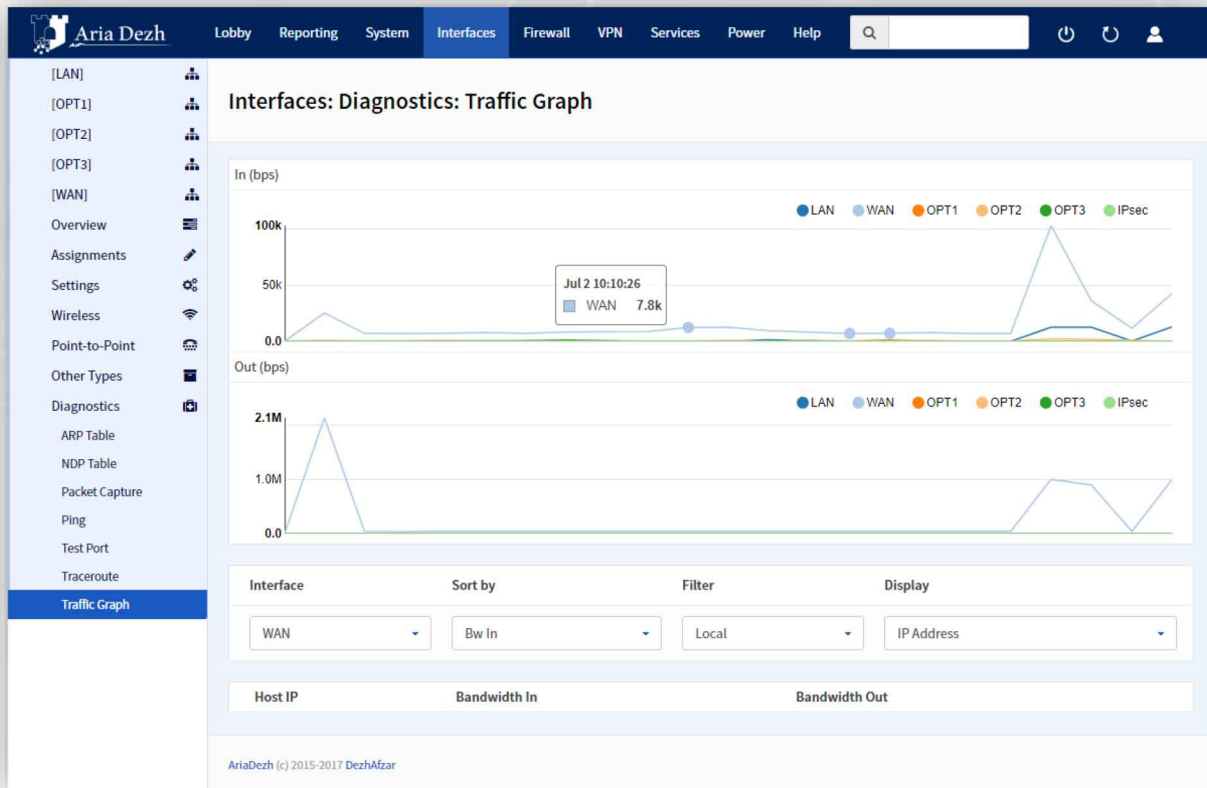 Aria Dezh
Lobby Reporting System Interfaces Firewall VPN Services Power Help
[LAN]
[OPT1]
[OPT2]
[OPT3]
[WAN]
Overview
Assignments
Settings
Wireless
Point-to-Point
Other Types
Diagnostics
ARP Table
NDP Table
Packet Capture
Ping
Test Port
Traceroute
Traffic Graph
Interfaces: Diagnostics: Traffic Graph
In (bps)
LAN WAN OPT1 OPT2 OPT3 IPsec
100k
50k
0.0
Jul 2 10:10:26
WAN 7.8k
Out (bps)
LAN WAN OPT1 OPT2 OPT3 IPsec
2.1M
1.0M
0.0
Interface Sort by Filter Display
WAN Bw In Local IP Address
Host IP Bandwidth In Bandwidth Out
AriaDezh (c) 2015-2017 DezhAfzar